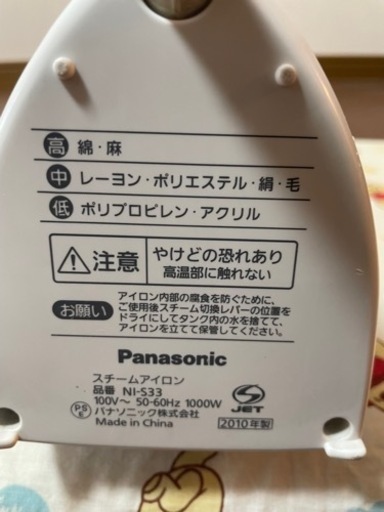 高 綿・麻
中 レーヨン・ポリエステル・絹・毛
低 ポリプロピレン・アクリル
注意 やけどの恐れあり
高温部に触れない
お願い アイロン内部の腐食を防ぐために、
ご使用後スチーム切換レバーの位置を
ドライにしてタンク内の水を捨てて、
アイロンを立てて保管してください。
Panasonic
スチームアイロン
品番 NI-S33
100V～ 50-60Hz 1000W
PS E パナソニック株式会社
Made in China
S JET
2010年製